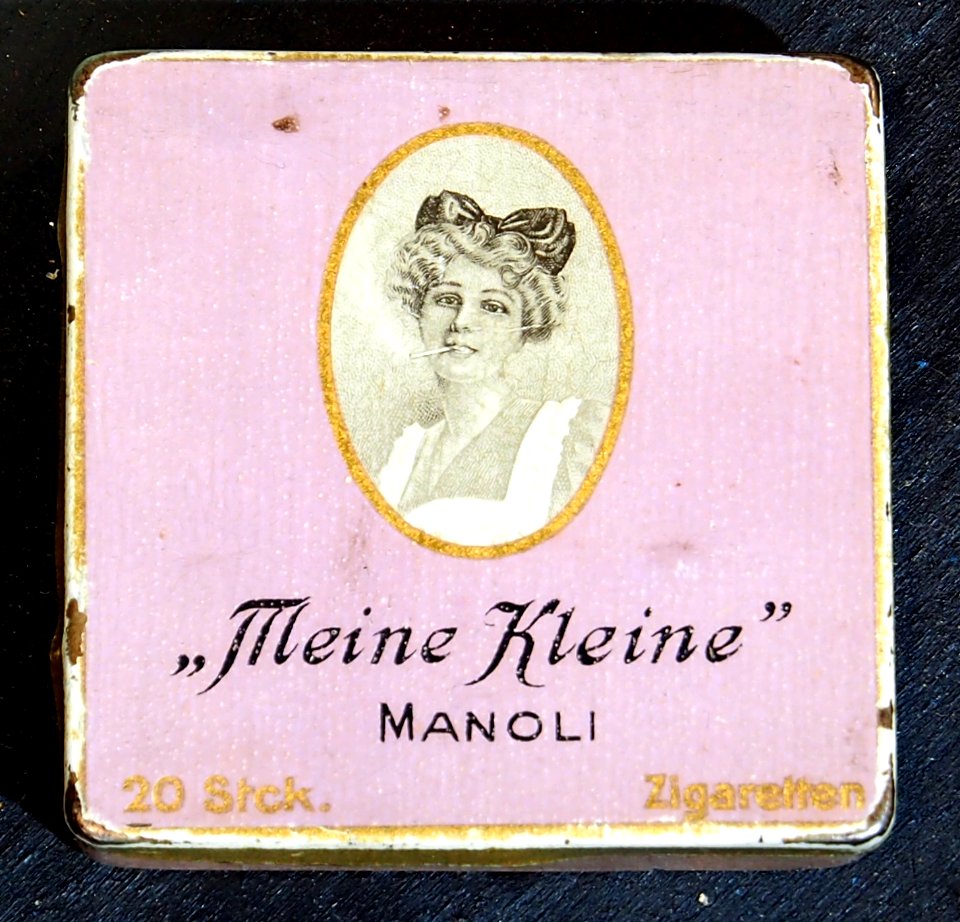 „Meine Kleine”
MANOLI
20 Stck. Zigaretten